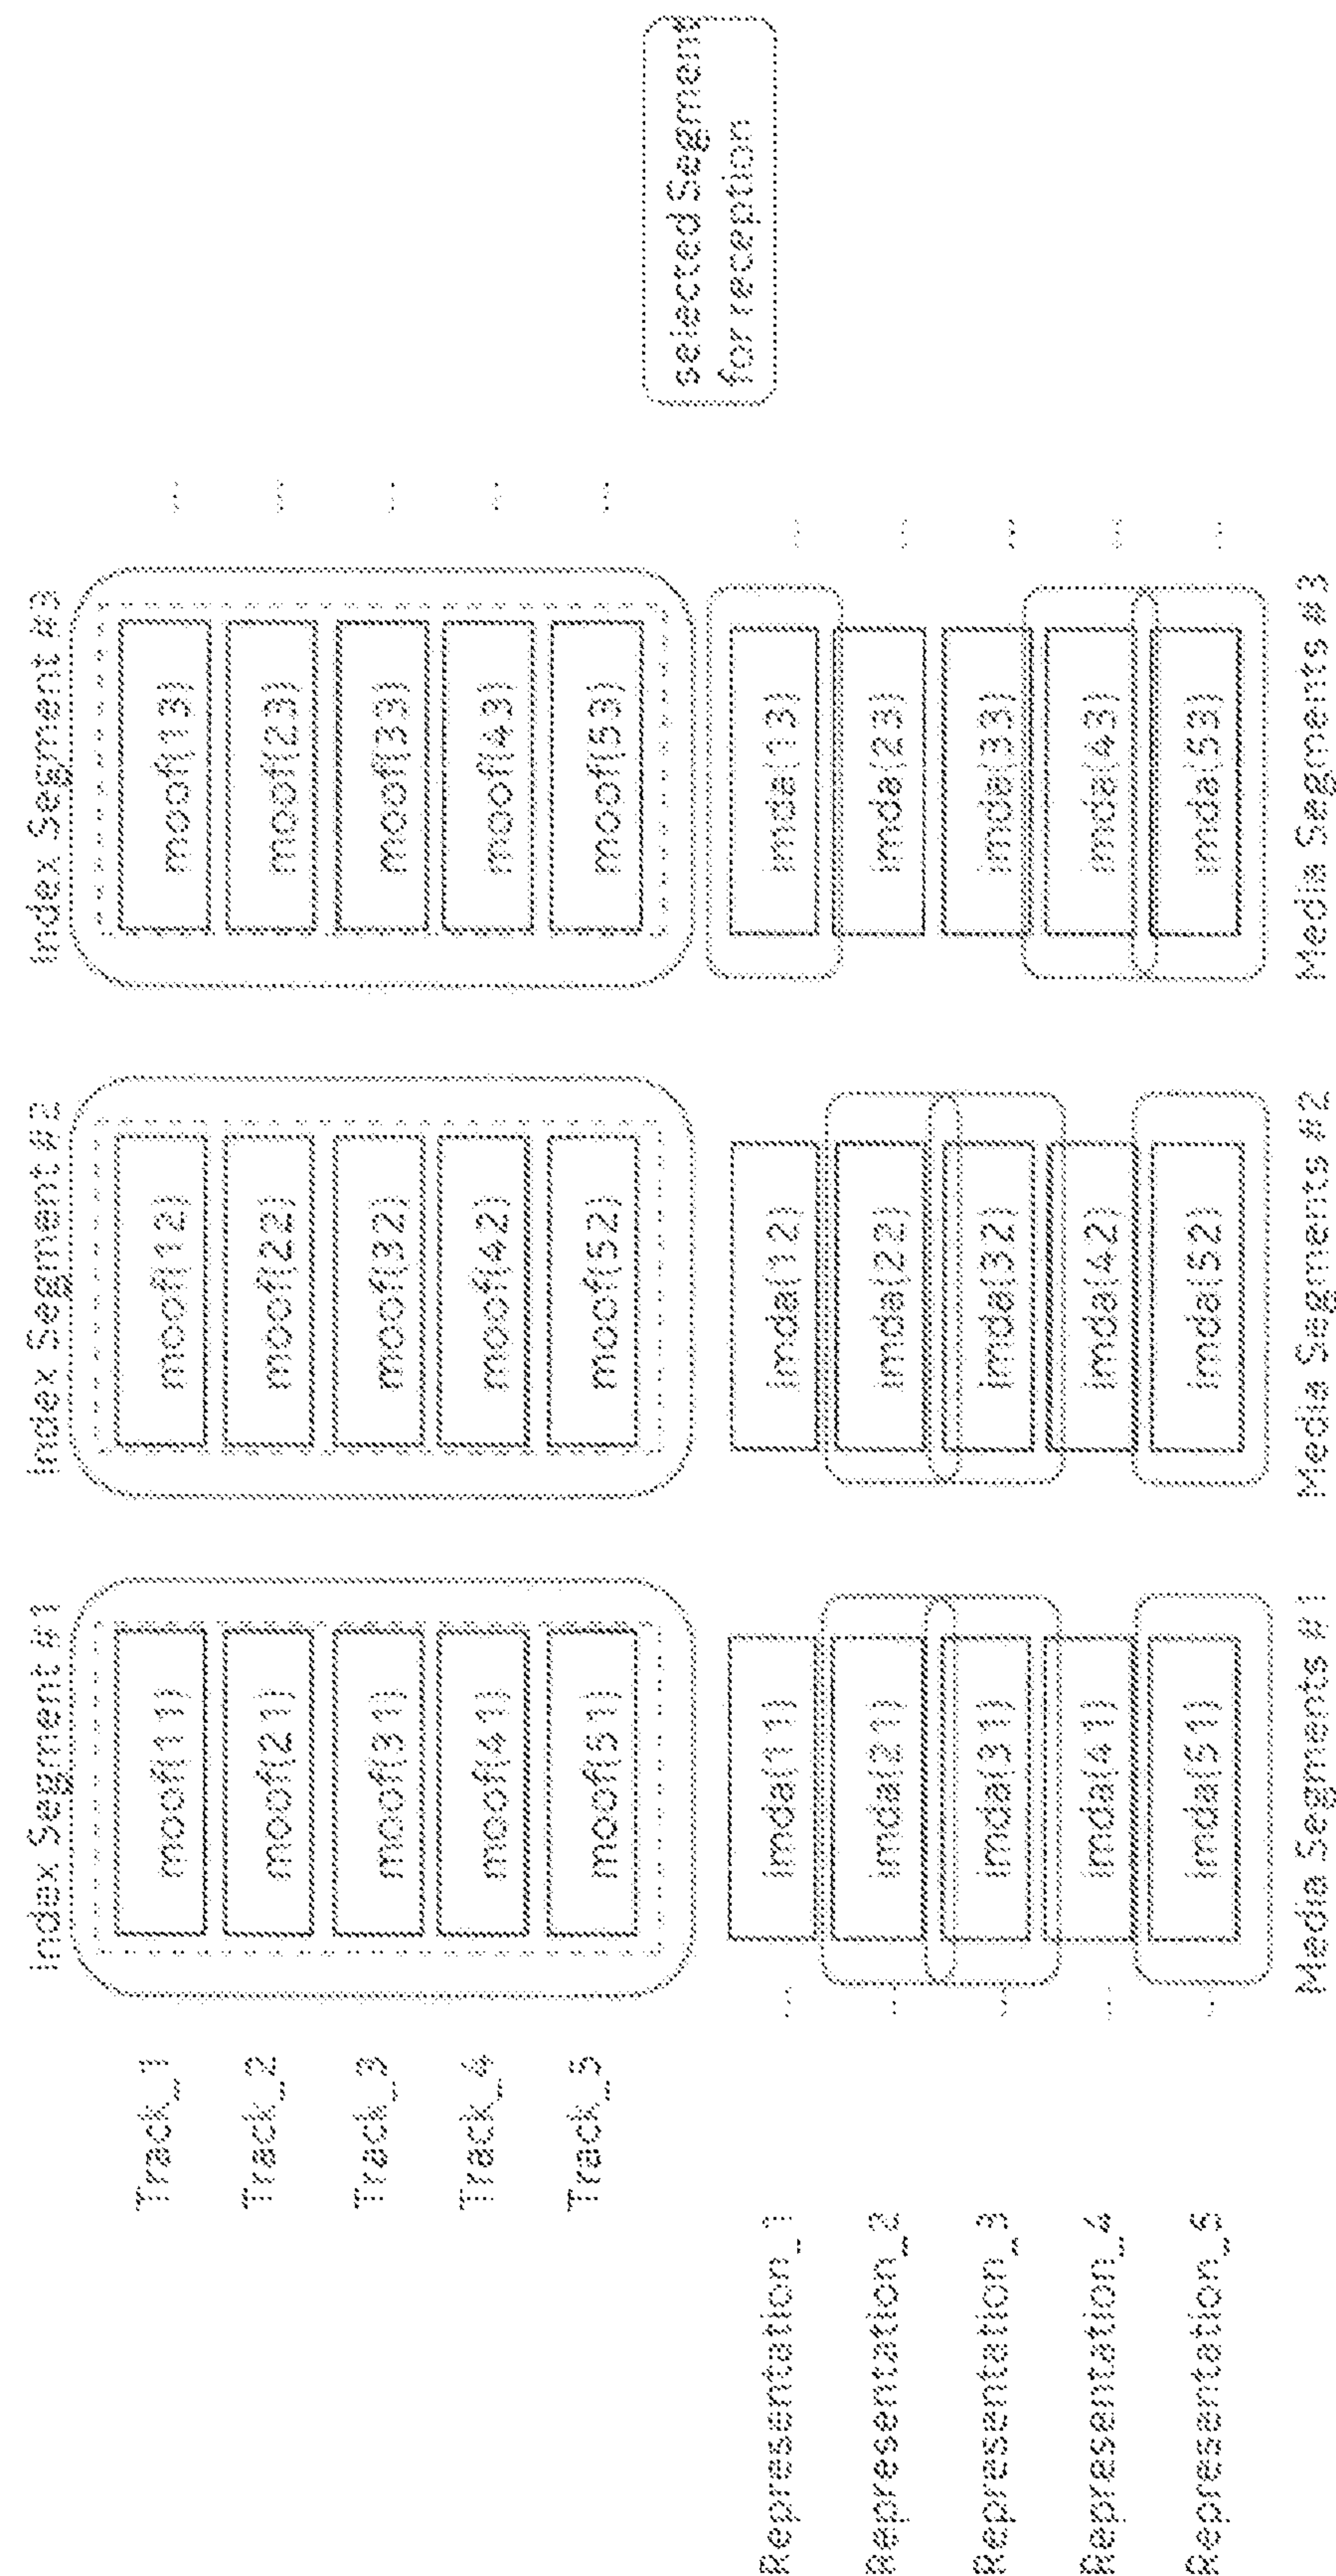 Index Segment #1
Index Segment #2
Index Segment #3
Track_1
moof(11)
moof(12)
moof(13)
...
Track_2
moof(21)
moof(22)
moof(23)
...
Track_3
moof(31)
moof(32)
moof(33)
...
Track_4
moof(41)
moof(42)
moof(43)
...
Track_5
moof(51)
moof(52)
moof(53)
...
selected Segment
for reception
Representation_1
...
imda(11)
imda(12)
imda(13)
...
Representation_2
...
imda(21)
imda(22)
imda(23)
...
Representation_3
...
imda(31)
imda(32)
imda(33)
...
Representation_4
...
imda(41)
imda(42)
imda(43)
...
Representation_5
...
imda(51)
imda(52)
imda(53)
...
Media Segments #1
Media Segments #2
Media Segments #3